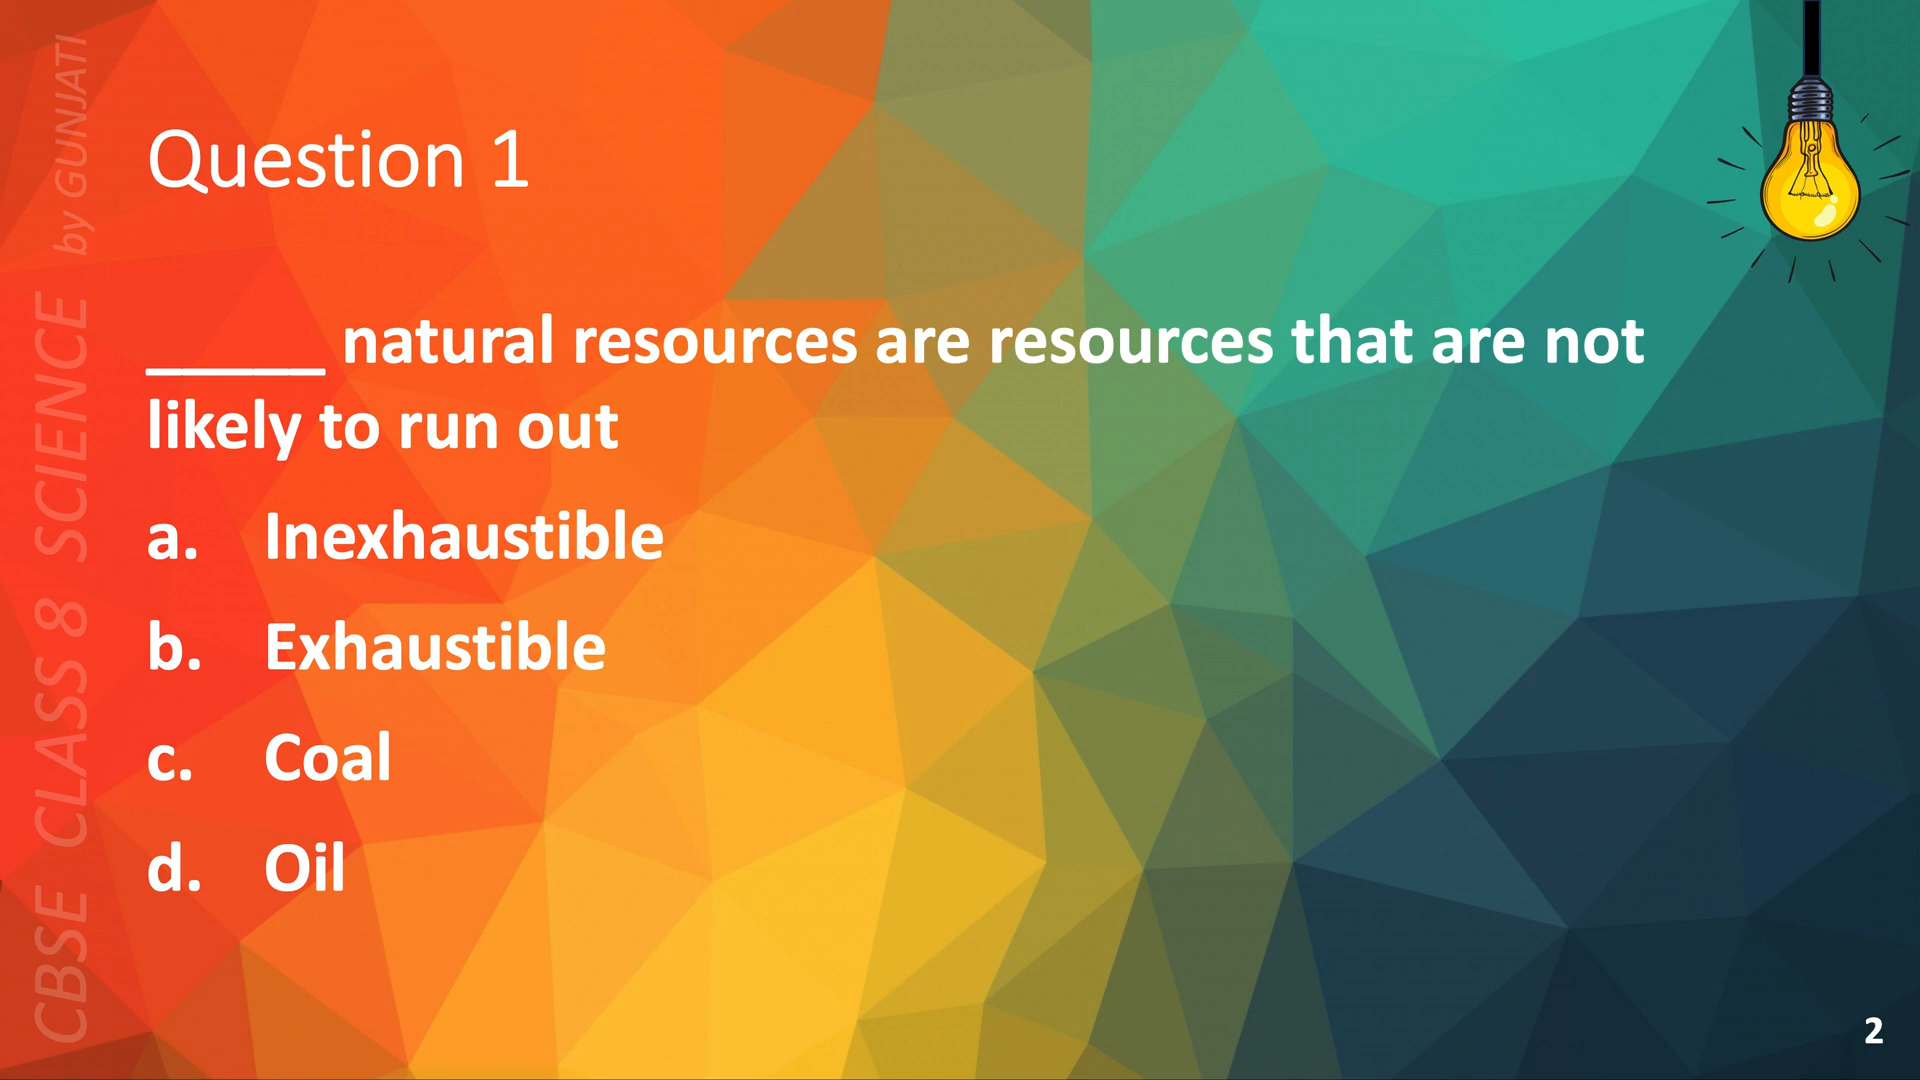 Question 1
_____ natural resources are resources that are not
likely to run out
a. Inexhaustible
b. Exhaustible
c. Coal
d. Oil
CBSE CLASS 8 SCIENCE by GUNJATI
2